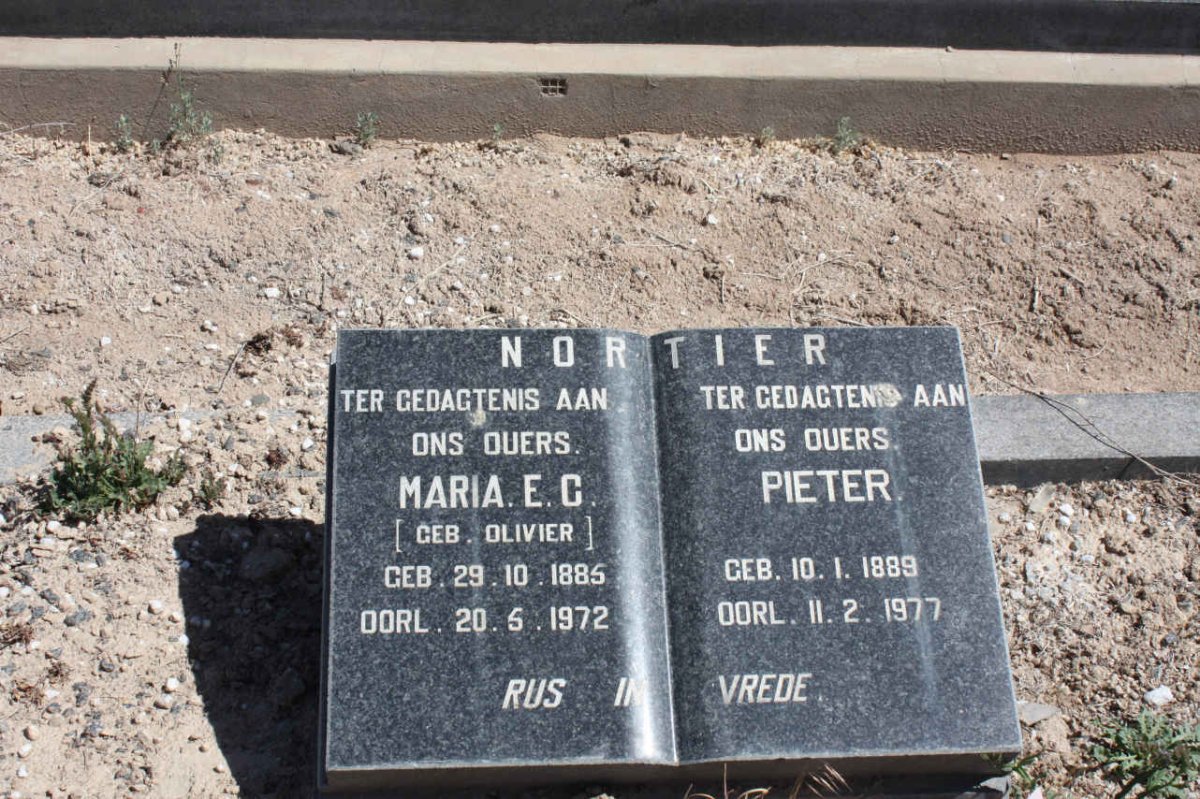 NORTIER
TER GEDAGTENIS AAN
ONS OUERS.
MARIA. E. C.
[ GEB. OLIVIER ]
GEB. 29. 10. 1885
OORL. 20. 5. 1972
TER GEDAGTENIS AAN
ONS OUERS.
PIETER.
GEB. 10. 1. 1889
OORL. 11. 2. 1977
RUS IN VREDE.